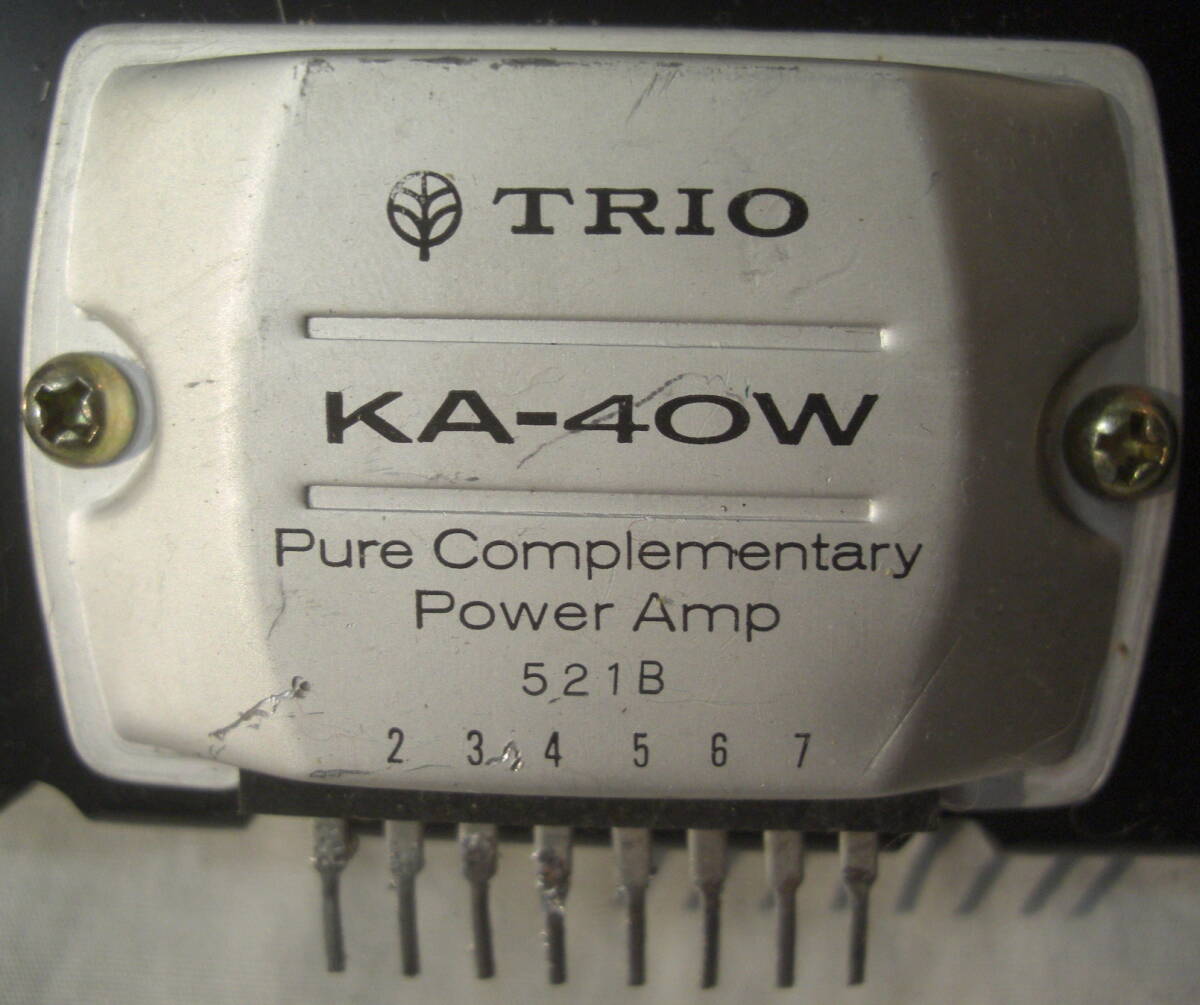 TRIO
KA-40W
Pure Complementary
Power Amp
521B
2 3 4 5 6 7